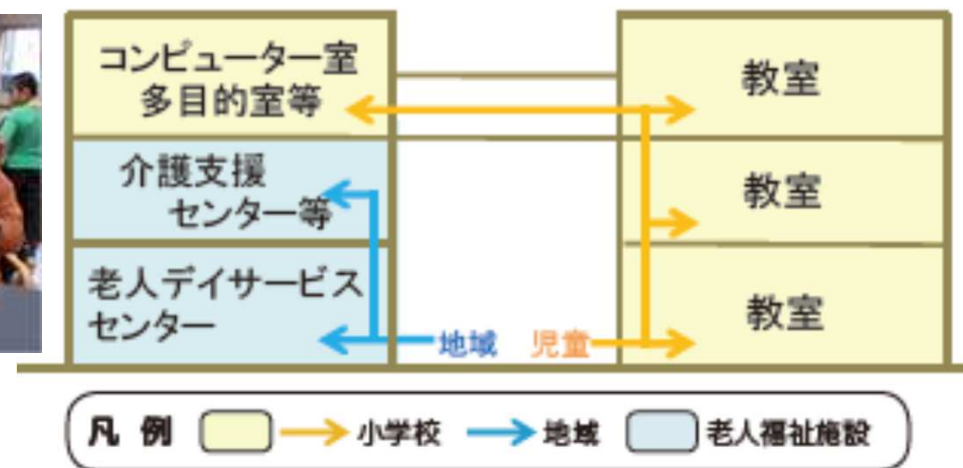 コンピューター室
多目的室等
教室
介護支援
センター等
教室
老人デイサービス
センター
教室
地域 児童
凡 例 小学校 地域 老人福祉施設